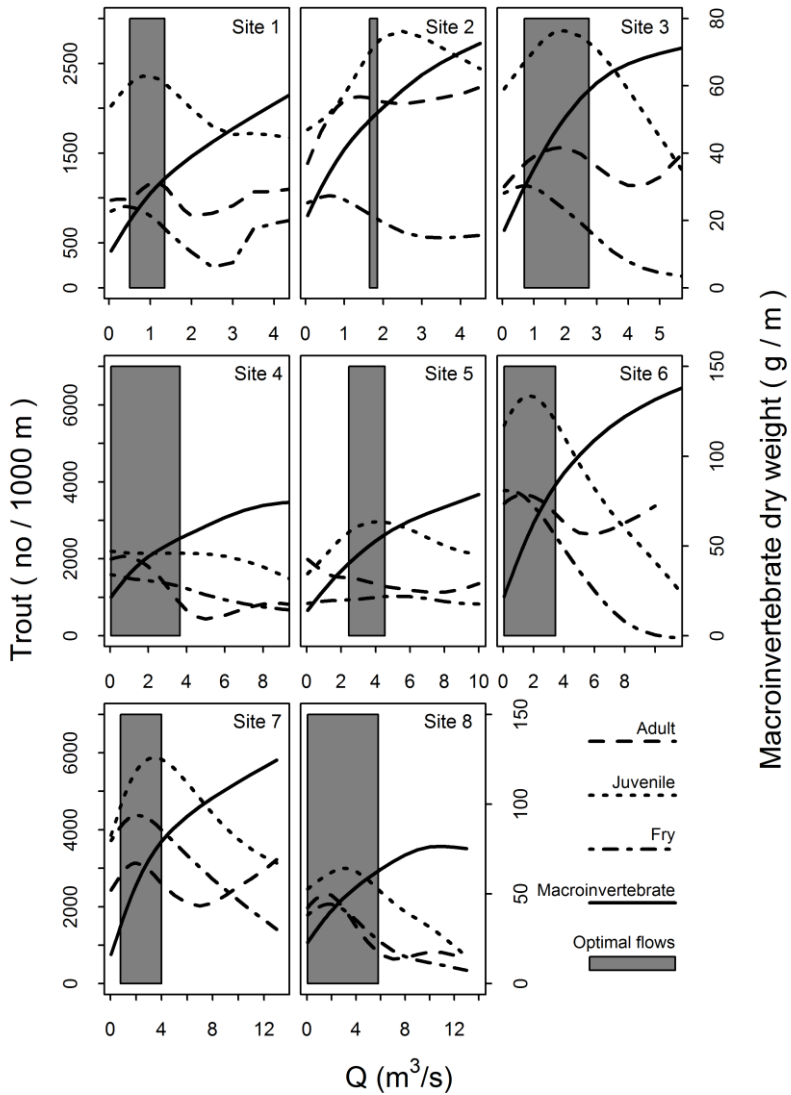 Site 1
Site 2
Site 3
0 500 1500 2500
0 20 40 60 80
0 1 2 3 4
0 1 2 3 4
0 1 2 3 4 5
Site 4
Site 5
Site 6
0 2000 4000 6000
0 50 100 150
0 2 4 6 8
0 2 4 6 8 10
0 2 4 6 8
Site 7
Site 8
0 2000 4000 6000
0 50 100 150
0 4 8 12
0 4 8 12
Adult
Juvenile
Fry
Macroinvertebrate
Optimal flows
Trout ( no / 1000 m )
Macroinvertebrate dry weight ( g / m )
Q (m³/s)